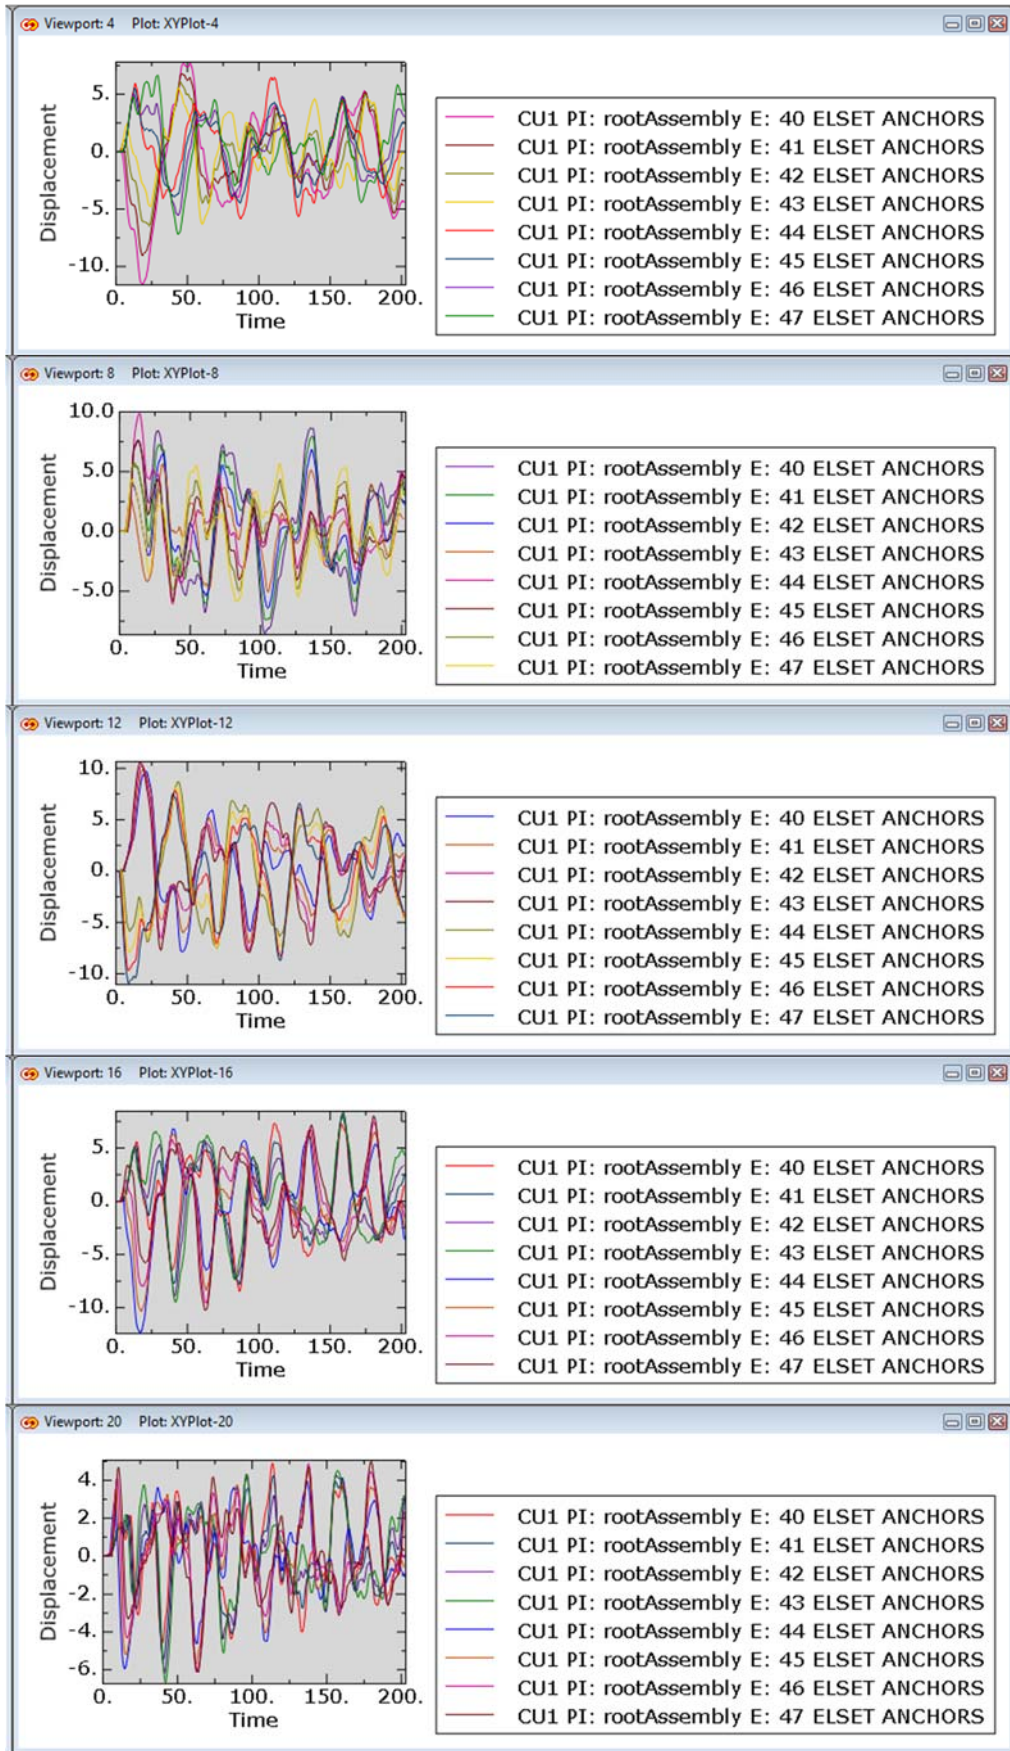 Viewport: 4 Plot: XYPlot-4
5.
0.
-5.
-10.
Displacement
0. 50. 100. 150. 200.
Time
CU1 PI: rootAssembly E: 40 ELSET ANCHORS
CU1 PI: rootAssembly E: 41 ELSET ANCHORS
CU1 PI: rootAssembly E: 42 ELSET ANCHORS
CU1 PI: rootAssembly E: 43 ELSET ANCHORS
CU1 PI: rootAssembly E: 44 ELSET ANCHORS
CU1 PI: rootAssembly E: 45 ELSET ANCHORS
CU1 PI: rootAssembly E: 46 ELSET ANCHORS
CU1 PI: rootAssembly E: 47 ELSET ANCHORS
Viewport: 8 Plot: XYPlot-8
10.0
5.0
0.0
-5.0
Displacement
0. 50. 100. 150. 200.
Time
CU1 PI: rootAssembly E: 40 ELSET ANCHORS
CU1 PI: rootAssembly E: 41 ELSET ANCHORS
CU1 PI: rootAssembly E: 42 ELSET ANCHORS
CU1 PI: rootAssembly E: 43 ELSET ANCHORS
CU1 PI: rootAssembly E: 44 ELSET ANCHORS
CU1 PI: rootAssembly E: 45 ELSET ANCHORS
CU1 PI: rootAssembly E: 46 ELSET ANCHORS
CU1 PI: rootAssembly E: 47 ELSET ANCHORS
Viewport: 12 Plot: XYPlot-12
10.
5.
0.
-5.
-10.
Displacement
0. 50. 100. 150. 200.
Time
CU1 PI: rootAssembly E: 40 ELSET ANCHORS
CU1 PI: rootAssembly E: 41 ELSET ANCHORS
CU1 PI: rootAssembly E: 42 ELSET ANCHORS
CU1 PI: rootAssembly E: 43 ELSET ANCHORS
CU1 PI: rootAssembly E: 44 ELSET ANCHORS
CU1 PI: rootAssembly E: 45 ELSET ANCHORS
CU1 PI: rootAssembly E: 46 ELSET ANCHORS
CU1 PI: rootAssembly E: 47 ELSET ANCHORS
Viewport: 16 Plot: XYPlot-16
5.
0.
-5.
-10.
Displacement
0. 50. 100. 150. 200.
Time
CU1 PI: rootAssembly E: 40 ELSET ANCHORS
CU1 PI: rootAssembly E: 41 ELSET ANCHORS
CU1 PI: rootAssembly E: 42 ELSET ANCHORS
CU1 PI: rootAssembly E: 43 ELSET ANCHORS
CU1 PI: rootAssembly E: 44 ELSET ANCHORS
CU1 PI: rootAssembly E: 45 ELSET ANCHORS
CU1 PI: rootAssembly E: 46 ELSET ANCHORS
CU1 PI: rootAssembly E: 47 ELSET ANCHORS
Viewport: 20 Plot: XYPlot-20
4.
2.
0.
-2.
-4.
-6.
Displacement
0. 50. 100. 150. 200.
Time
CU1 PI: rootAssembly E: 40 ELSET ANCHORS
CU1 PI: rootAssembly E: 41 ELSET ANCHORS
CU1 PI: rootAssembly E: 42 ELSET ANCHORS
CU1 PI: rootAssembly E: 43 ELSET ANCHORS
CU1 PI: rootAssembly E: 44 ELSET ANCHORS
CU1 PI: rootAssembly E: 45 ELSET ANCHORS
CU1 PI: rootAssembly E: 46 ELSET ANCHORS
CU1 PI: rootAssembly E: 47 ELSET ANCHORS